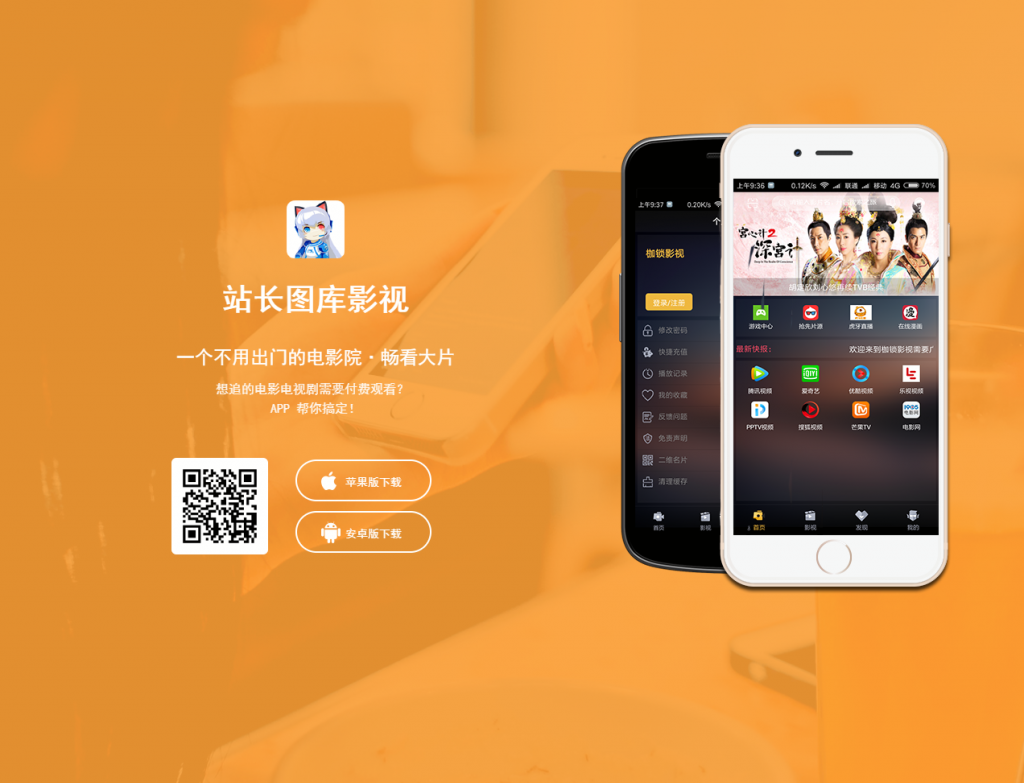 站长图库影视
一个不用出门的电影院·畅看大片
想追的电影电视剧需要付费观看?
APP 帮你搞定!
苹果版下载
安卓版下载
上午9:37
0.20K/s
个
枷锁影视
登录/注册
修改密码
快捷充值
播放记录
我的收藏
反馈问题
免责声明
二维名片
清理缓存
首页
影视
上午9:36 0.12K/s 联通 移动 4G 70%
宫心计2
深宫计
胡定欣刘心悠再续TVB经典
游戏中心 抢先片源 虎牙直播 在线漫画
最新快报: 欢迎来到枷锁影视需要广
腾讯视频 爱奇艺 优酷视频 乐视视频
PPTV视频 搜狐视频 芒果TV 电影网
首页 影视 发现 我的